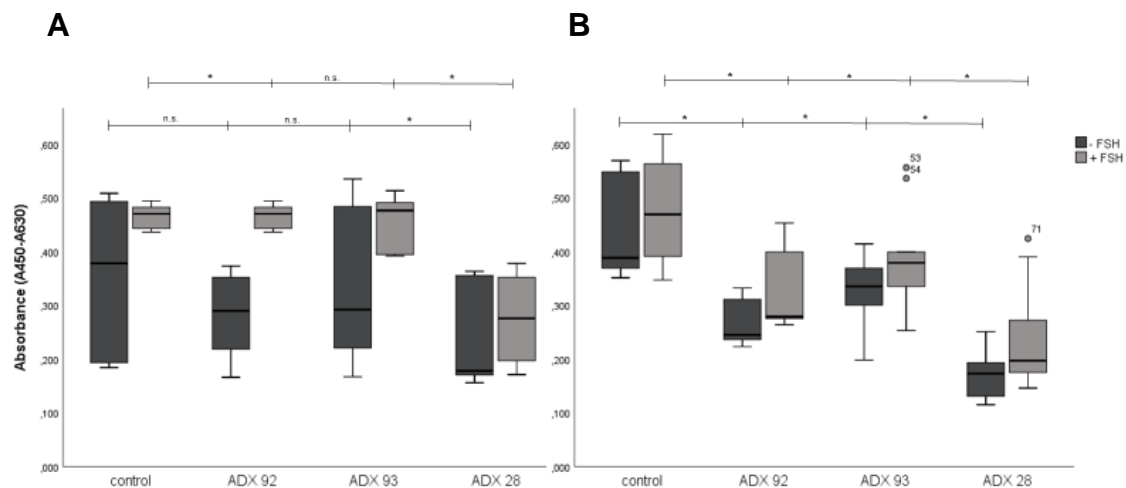 A B
* n.s. * * * *
n.s. n.s. * * * *
,600 ,600
- FSH
+ FSH
53
54
,500 ,500
71
,400 ,400
Absorbance (A450-A630)
,300 ,300
,200 ,200
,100 ,100
,000 ,000
control ADX 92 ADX 93 ADX 28 control ADX 92 ADX 93 ADX 28